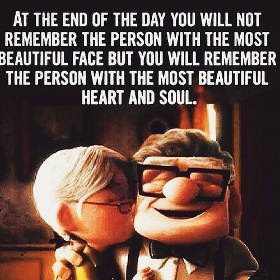 AT THE END OF THE DAY YOU WILL NOT
REMEMBER THE PERSON WITH THE MOST
BEAUTIFUL FACE BUT YOU WILL REMEMBER
THE PERSON WITH THE MOST BEAUTIFUL
HEART AND SOUL.